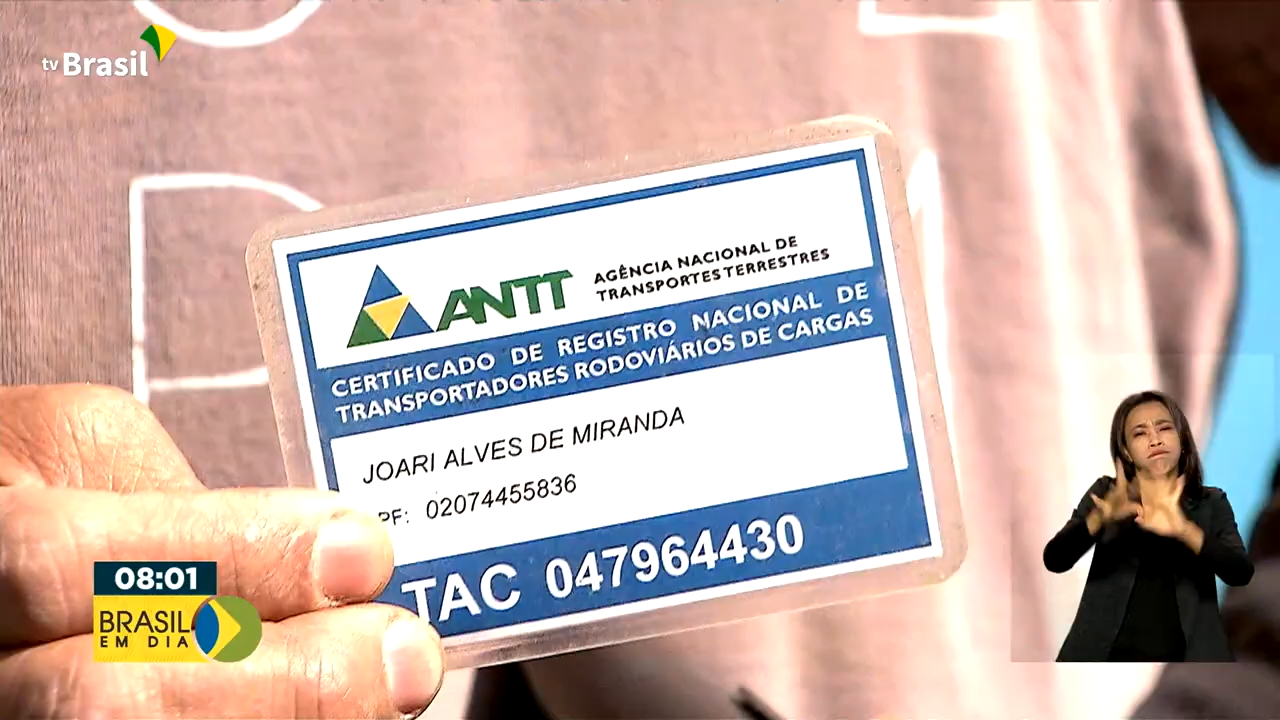 tv Brasil
ANTT
AGÊNCIA NACIONAL DE
TRANSPORTES TERRESTRES
CERTIFICADO DE REGISTRO NACIONAL DE
TRANSPORTADORES RODOVIÁRIOS DE CARGAS
JOARI ALVES DE MIRANDA
PF: 02074455836
TAC 047964430
08:01
BRASIL
EM DIA